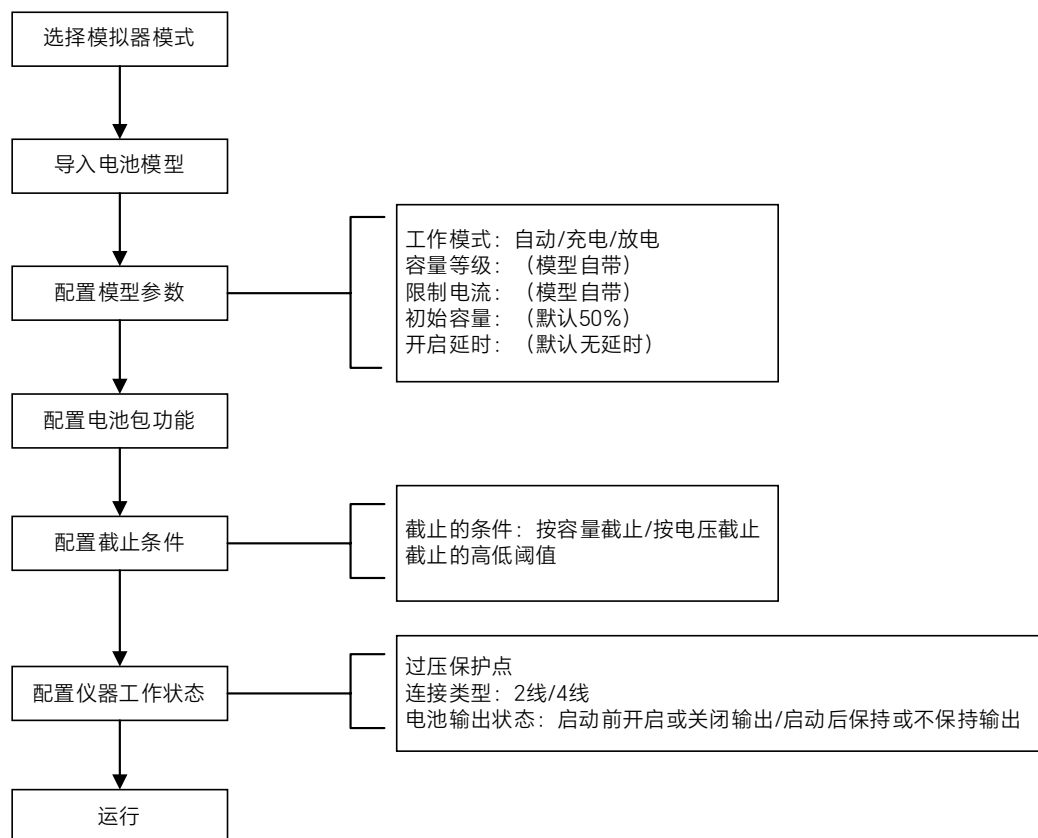 选择模拟器模式
导入电池模型
配置模型参数
工作模式：自动/充电/放电
容量等级：（模型自带）
限制电流：（模型自带）
初始容量：（默认50%）
开启延时：（默认无延时）
配置电池包功能
配置截止条件
截止的条件：按容量截止/按电压截止
截止的高低阈值
配置仪器工作状态
过压保护点
连接类型：2线/4线
电池输出状态：启动前开启或关闭输出/启动后保持或不保持输出
运行